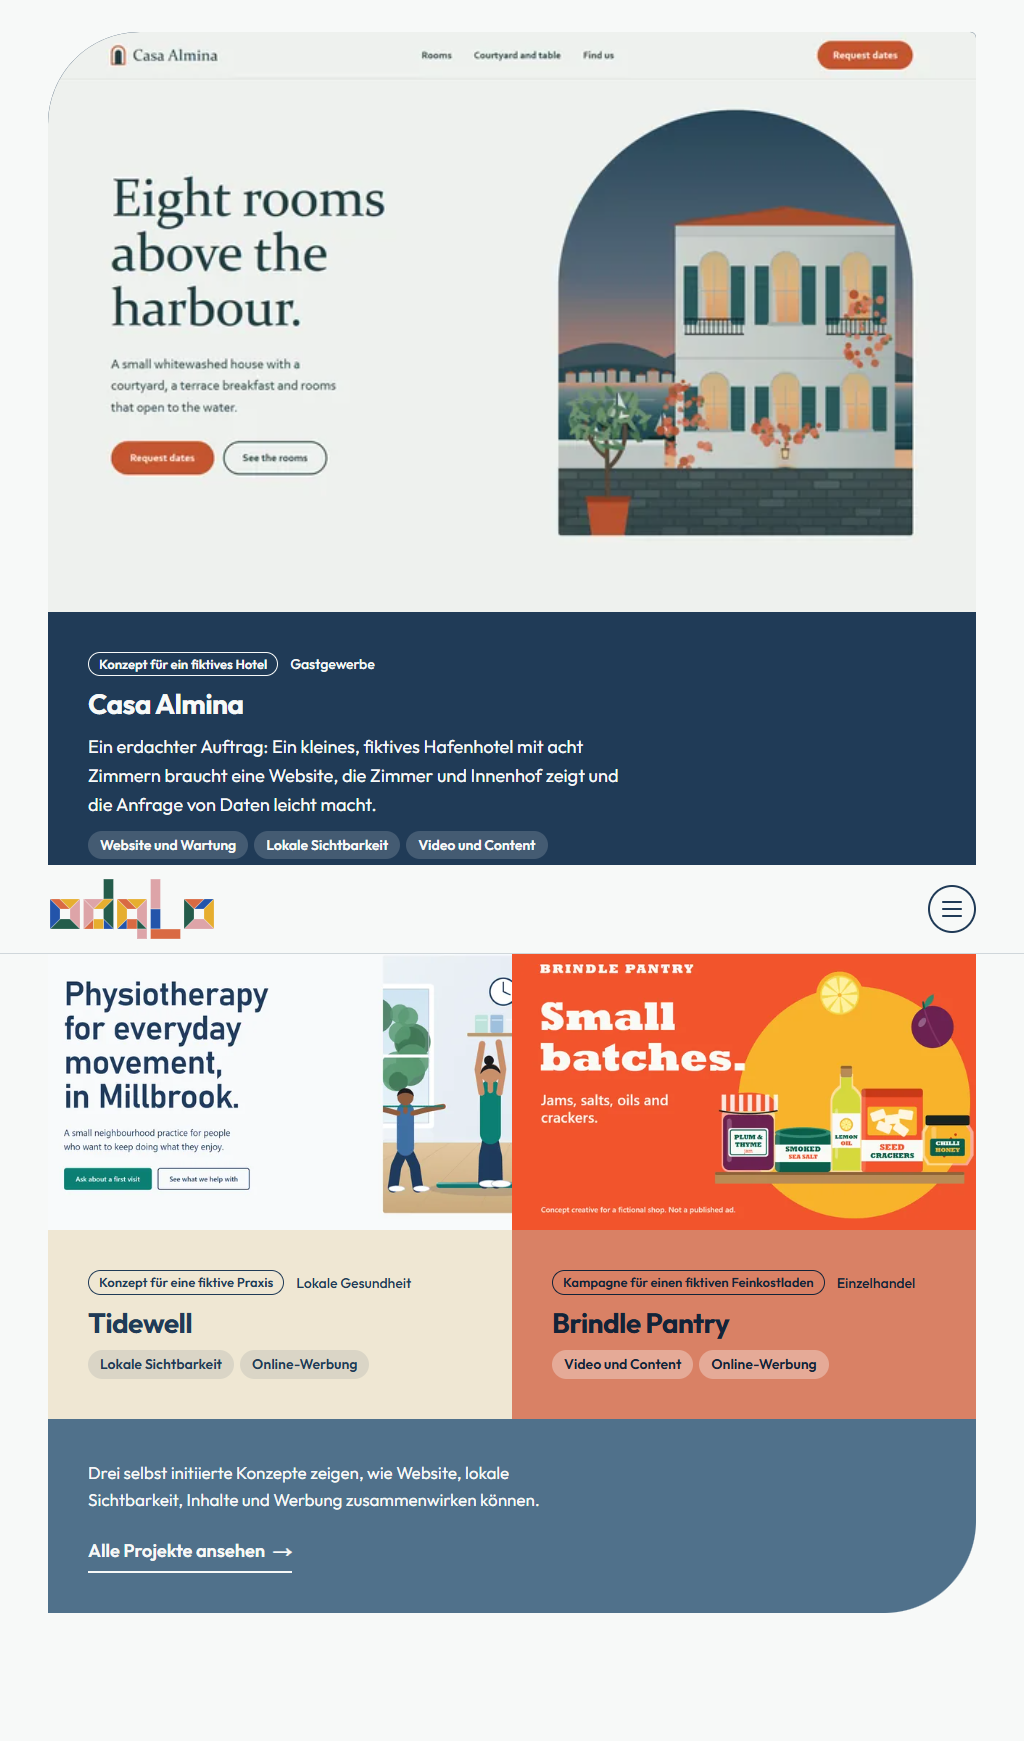 Casa Almina
Rooms
Courtyard and table
Find us
Request dates
Eight rooms
above the
harbour.
A small whitewashed house with a
courtyard, a terrace breakfast and rooms
that open to the water.
Request dates
See the rooms
Konzept für ein fiktives Hotel
Gastgewerbe
Casa Almina
Ein erdachter Auftrag: Ein kleines, fiktives Hafenhotel mit acht
Zimmern braucht eine Website, die Zimmer und Innenhof zeigt und
die Anfrage von Daten leicht macht.
Website und Wartung
Lokale Sichtbarkeit
Video und Content
adalo
Physiotherapy
for everyday
movement,
in Millbrook.
A small neighbourhood practice for people
who want to keep doing what they enjoy.
Ask about a first visit
See what we help with
BRINDLE PANTRY
Small
batches.
Jams, salts, oils and
crackers.
PLUM &
THYME
jam
SMOKED
SEA SALT
LEMON
OIL
SEED
CRACKERS
CHILLI
HONEY
Concept creative for a fictional shop. Not a published ad.
Konzept für eine fiktive Praxis
Lokale Gesundheit
Tidewell
Lokale Sichtbarkeit
Online-Werbung
Kampagne für einen fiktiven Feinkostladen
Einzelhandel
Brindle Pantry
Video und Content
Online-Werbung
Drei selbst initiierte Konzepte zeigen, wie Website, lokale
Sichtbarkeit, Inhalte und Werbung zusammenwirken können.
Alle Projekte ansehen →